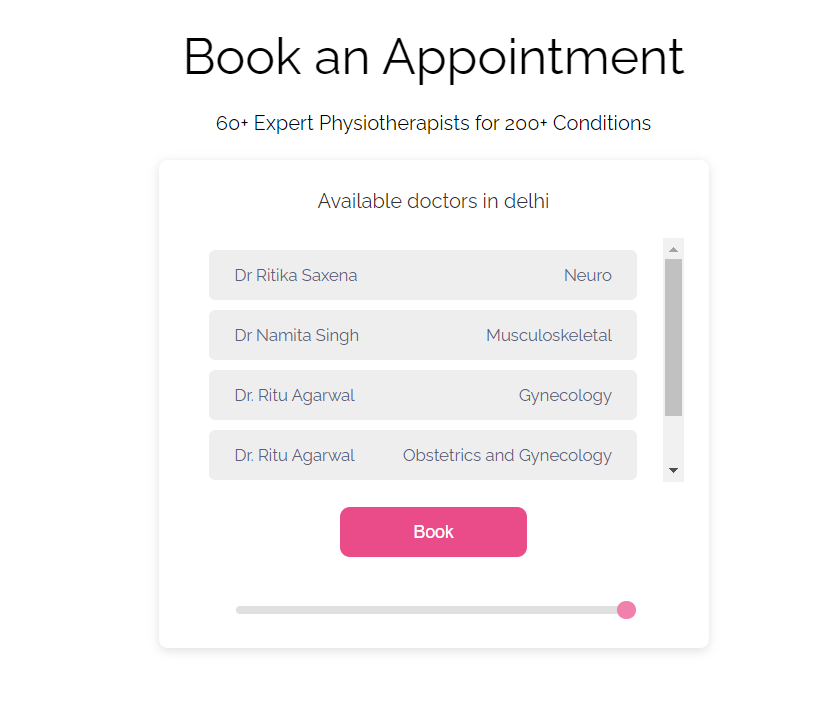 Book an Appointment
60+ Expert Physiotherapists for 200+ Conditions
Available doctors in delhi
Dr Ritika Saxena Neuro
Dr Namita Singh Musculoskeletal
Dr. Ritu Agarwal Gynecology
Dr. Ritu Agarwal Obstetrics and Gynecology
Book